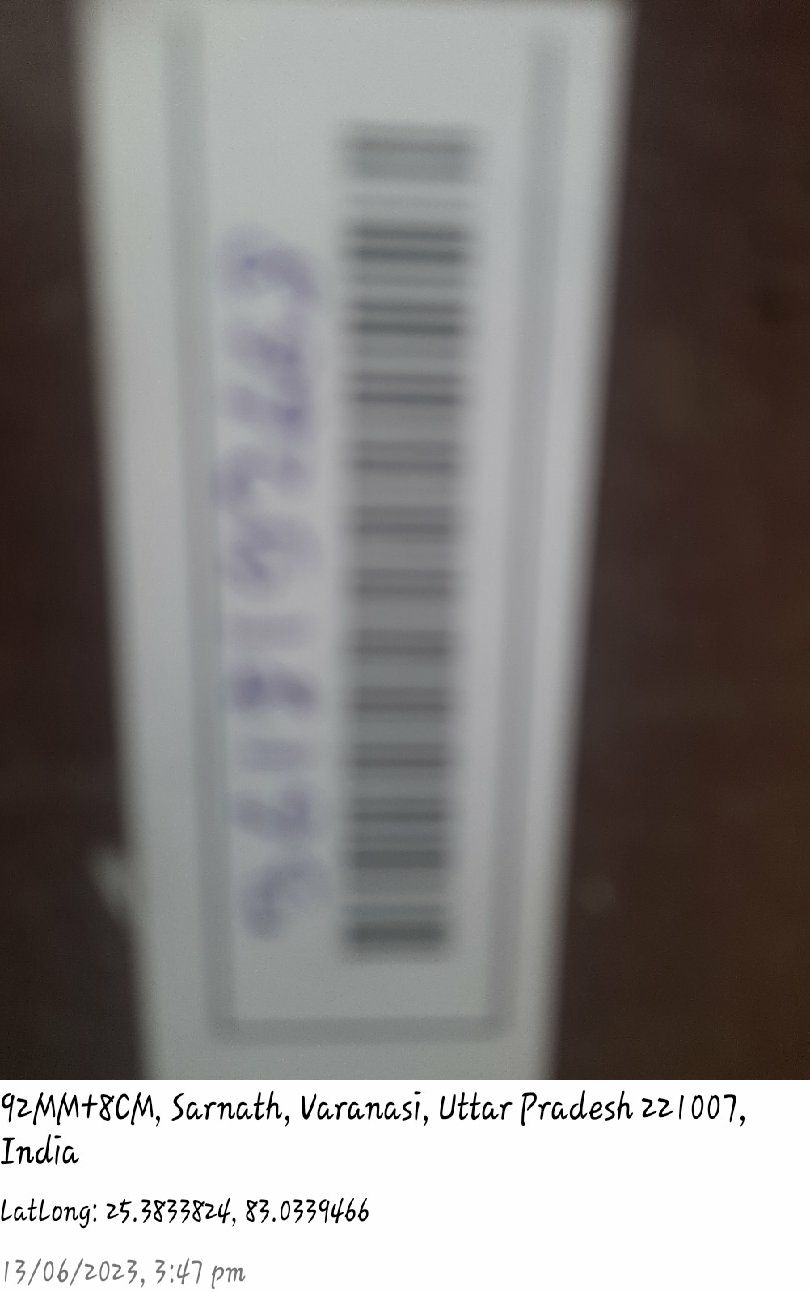 92MM+8CM, Sarnath, Varanasi, Uttar Pradesh 221007,
India
LatLong: 25.3833824, 83.0339466
13/06/2023, 3:47 pm